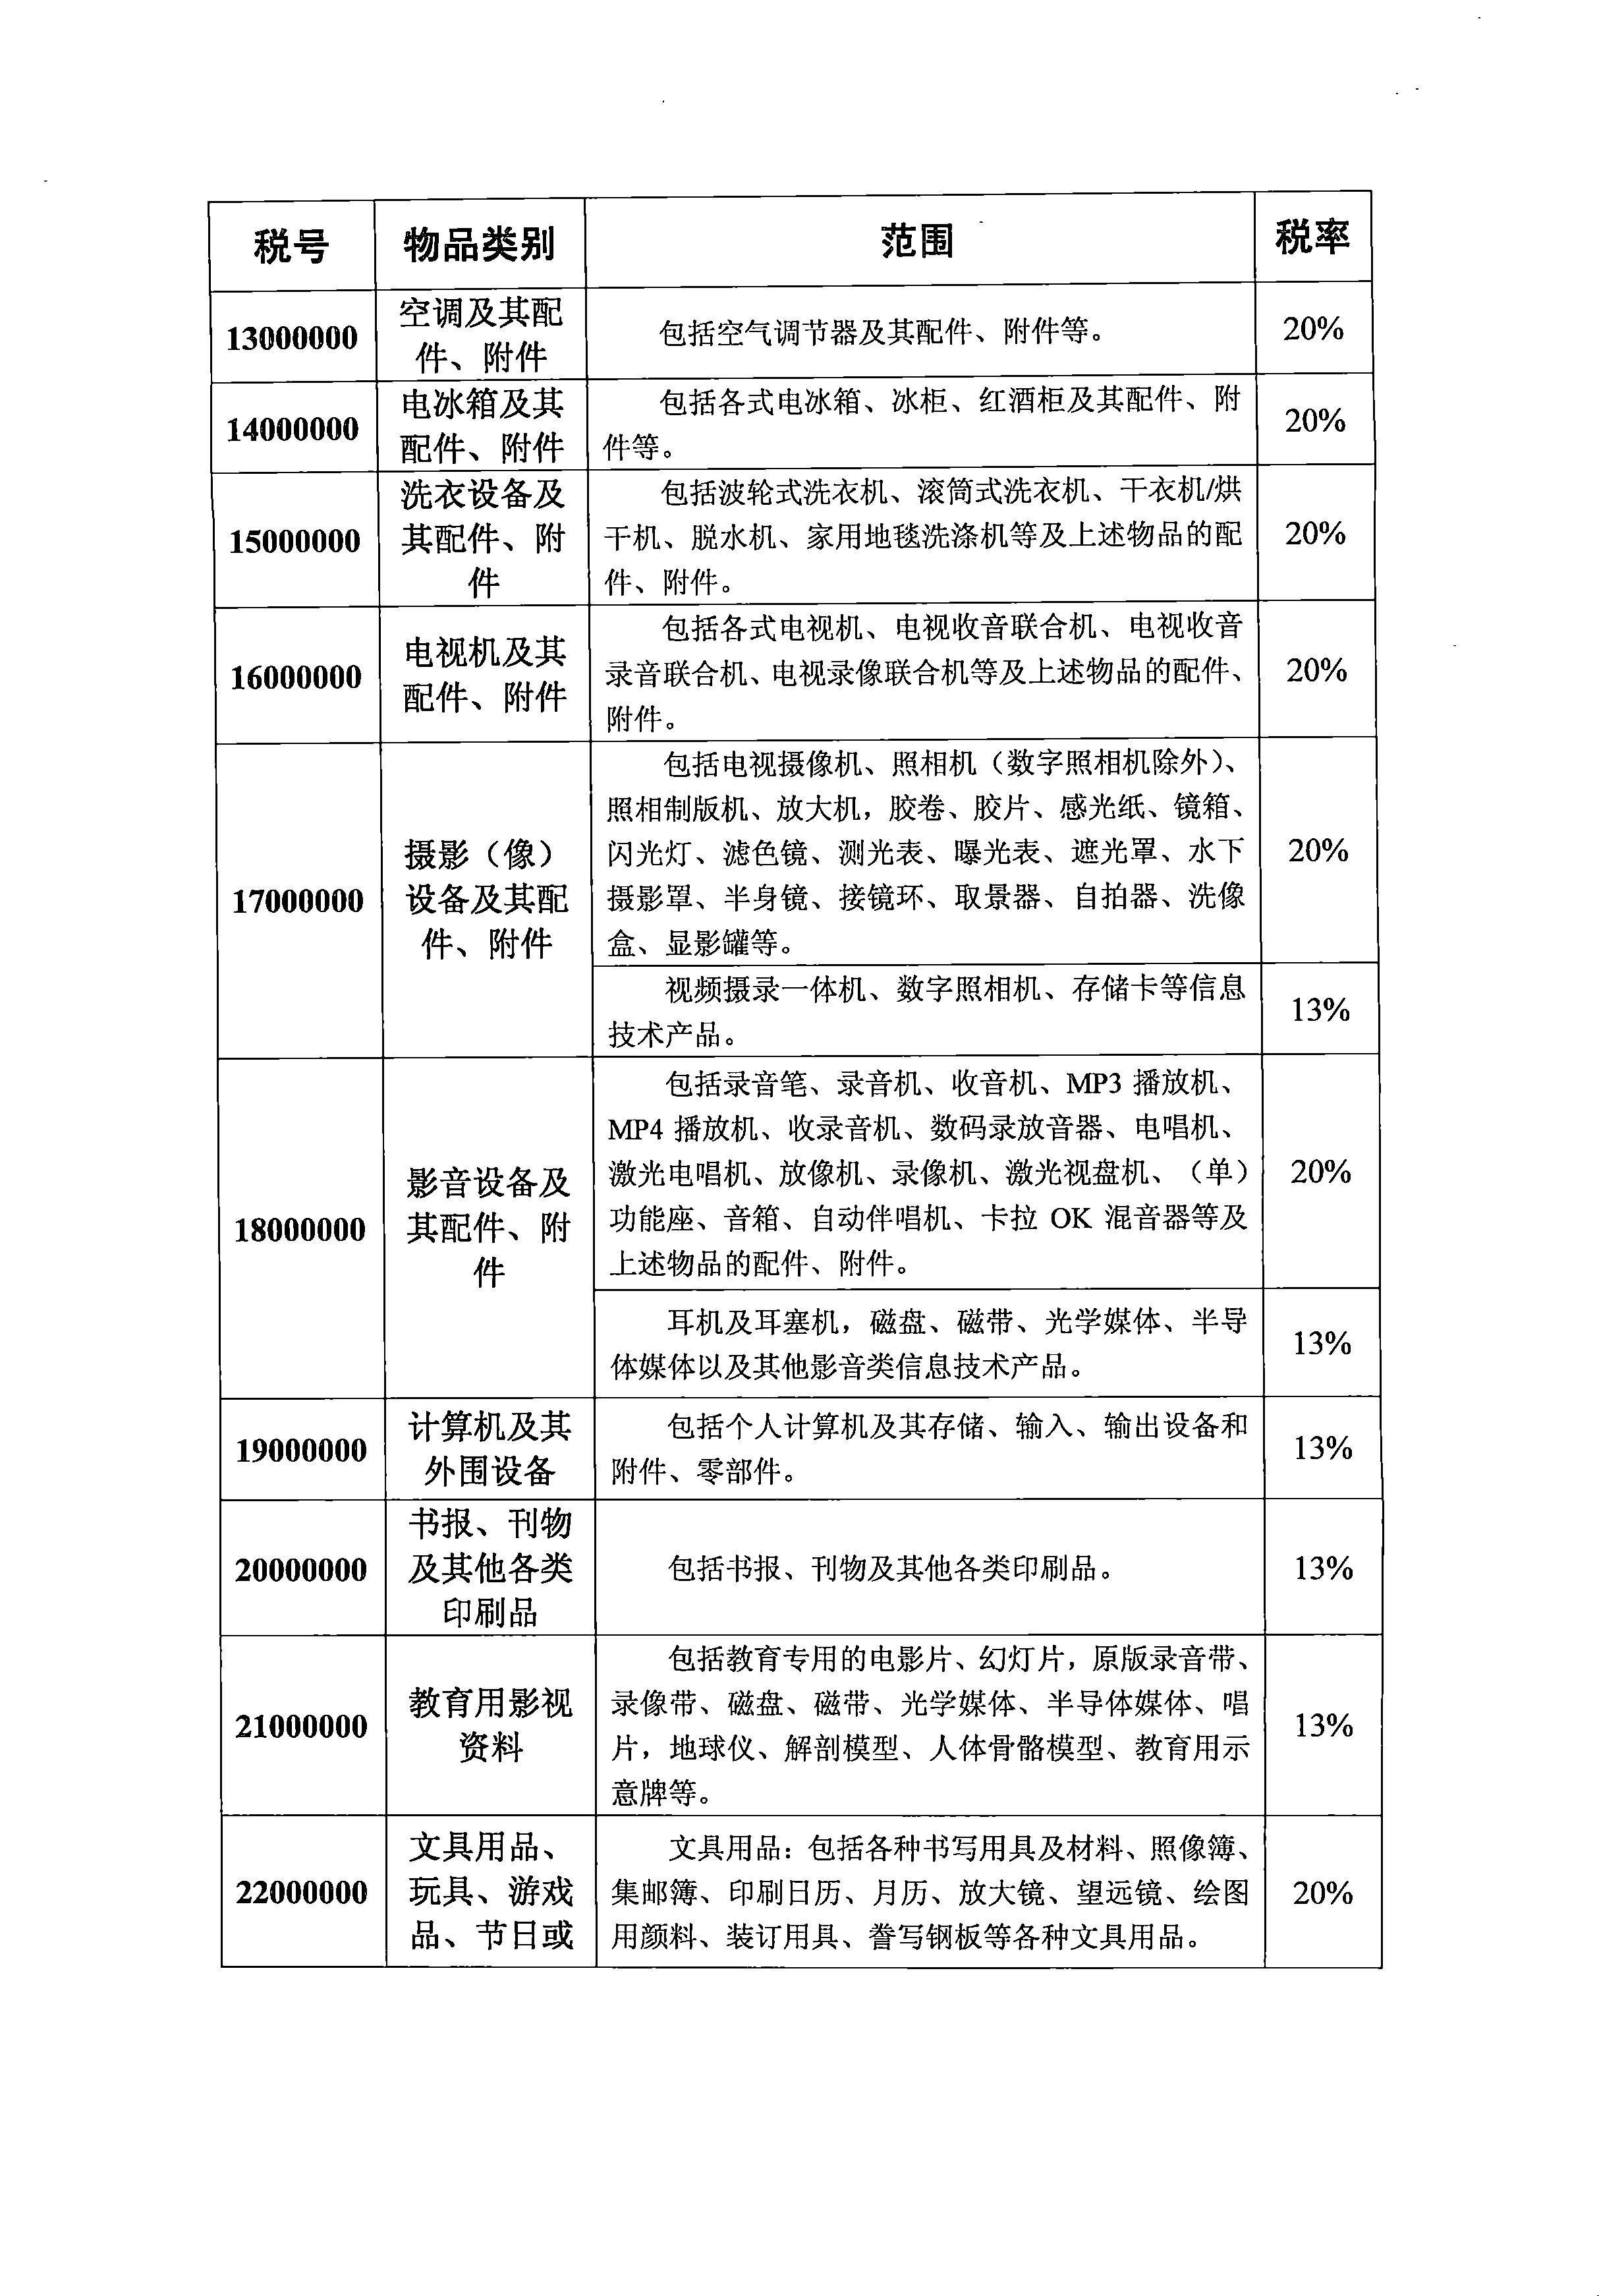 税号 物品类别 范围 税率
13000000
空调及其配
件、附件
包括空气调节器及其配件、附件等。
20%
14000000
电冰箱及其
配件、附件
包括各式电冰箱、冰柜、红酒柜及其配件、附
件等。
20%
15000000
洗衣设备及
其配件、附
件
包括波轮式洗衣机、滚筒式洗衣机、干衣机/烘
干机、脱水机、家用地毯洗涤机等及上述物品的配
件、附件。
20%
16000000
电视机及其
配件、附件
包括各式电视机、电视收音联合机、电视收音
录音联合机、电视录像联合机等及上述物品的配件、
附件。
20%
17000000
摄影（像）
设备及其配
件、附件
包括电视摄像机、照相机（数字照相机除外）、
照相制版机、放大机，胶卷、胶片、感光纸、镜箱、
闪光灯、滤色镜、测光表、曝光表、遮光罩、水下
摄影罩、半身镜、接镜环、取景器、自拍器、洗像
盒、显影罐等。
20%
视频摄录一体机、数字照相机、存储卡等信息
技术产品。
13%
18000000
影音设备及
其配件、附
件
包括录音笔、录音机、收音机、MP3 播放机、
MP4 播放机、收录音机、数码录放音器、电唱机、
激光电唱机、放像机、录像机、激光视盘机、（单）
功能座、音箱、自动伴唱机、卡拉 OK 混音器等及
上述物品的配件、附件。
20%
耳机及耳塞机，磁盘、磁带、光学媒体、半导
体媒体以及其他影音类信息技术产品。
13%
19000000
计算机及其
外围设备
包括个人计算机及其存储、输入、输出设备和
附件、零部件。
13%
20000000
书报、刊物
及其他各类
印刷品
包括书报、刊物及其他各类印刷品。
13%
21000000
教育用影视
资料
包括教育专用的电影片、幻灯片，原版录音带、
录像带、磁盘、磁带、光学媒体、半导体媒体、唱
片，地球仪、解剖模型、人体骨骼模型、教育用示
意牌等。
13%
22000000
文具用品、
玩具、游戏
品、节日或
文具用品：包括各种书写用具及材料、照像簿、
集邮簿、印刷日历、月历、放大镜、望远镜、绘图
用颜料、装订用具、誊写钢板等各种文具用品。
20%